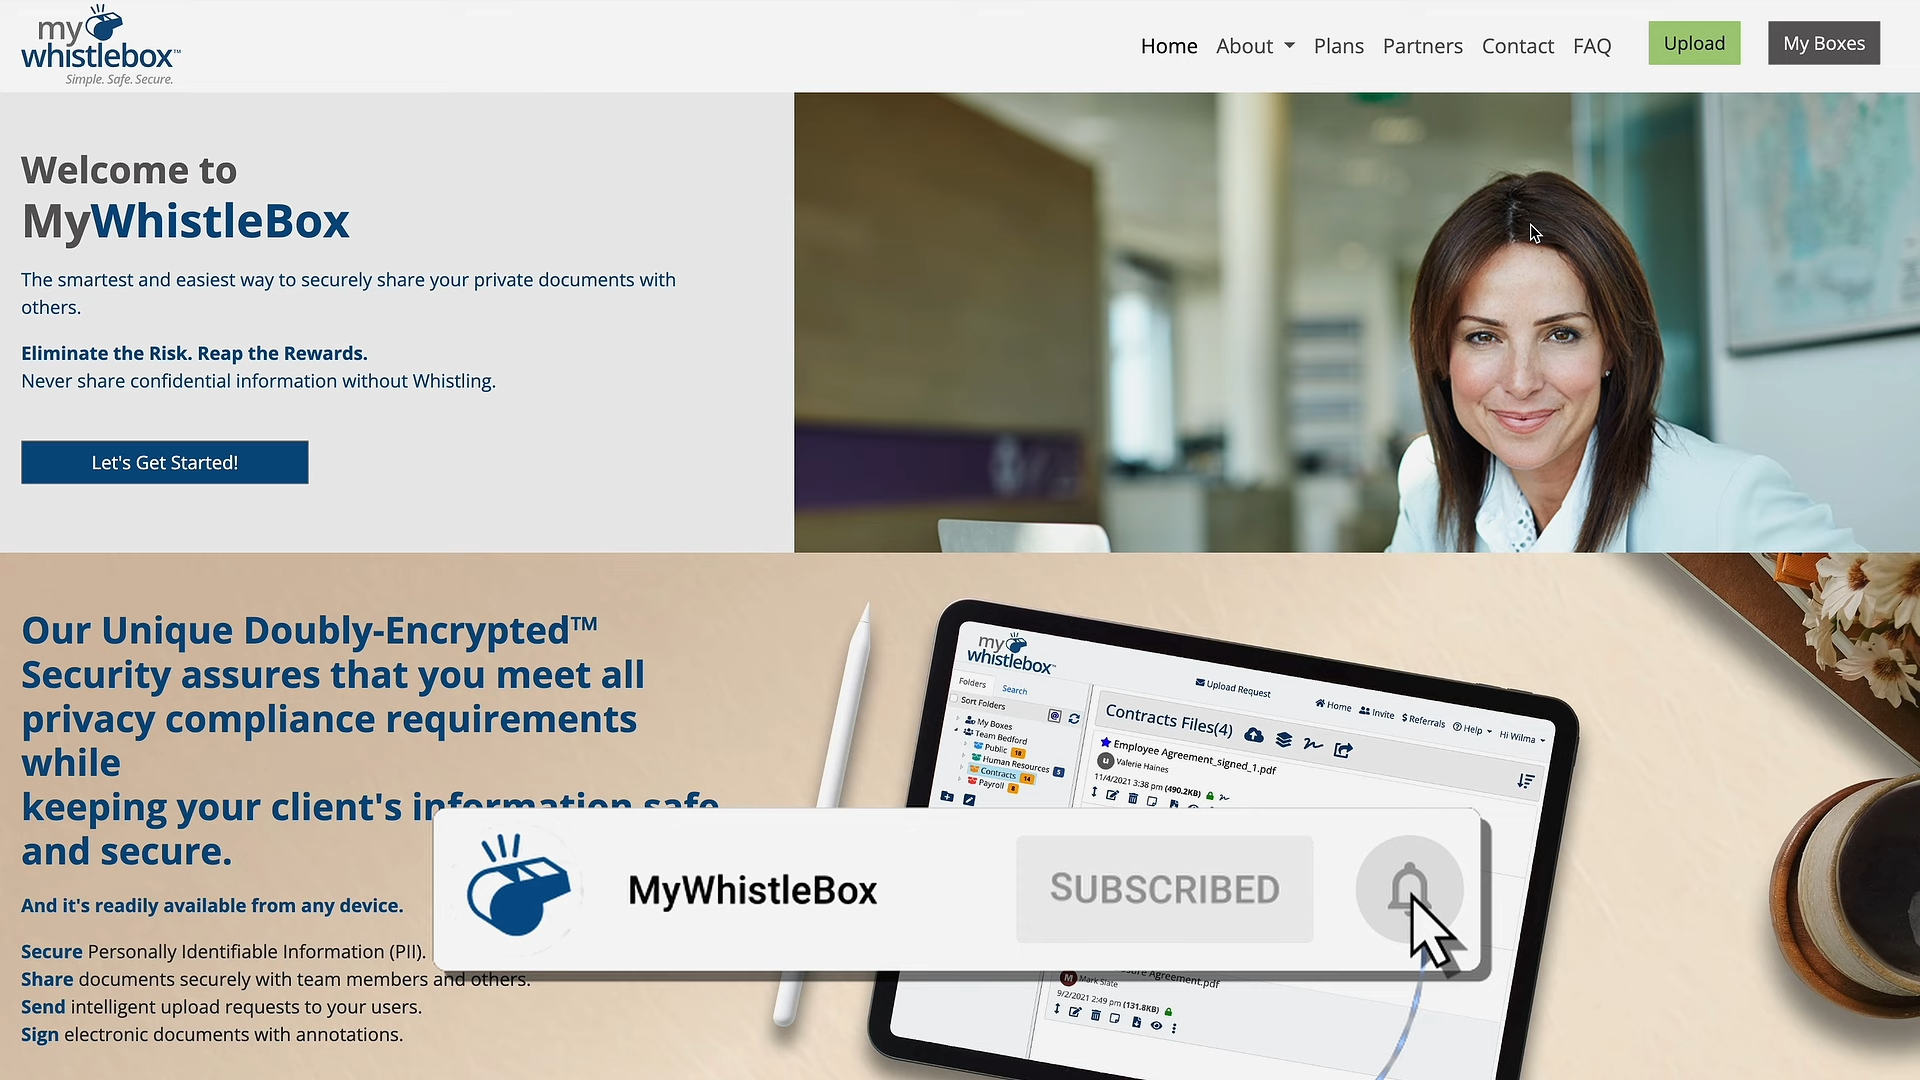 my
whistlebox™
Simple. Safe. Secure.
Home About Plans Partners Contact FAQ Upload My Boxes
Welcome to
MyWhistleBox
The smartest and easiest way to securely share your private documents with
others.
Eliminate the Risk. Reap the Rewards.
Never share confidential information without Whistling.
Let's Get Started!
Our Unique Doubly-Encrypted™
Security assures that you meet all
privacy compliance requirements
while
keeping your client's information safe
and secure.
And it's readily available from any device.
Secure Personally Identifiable Information (PII).
Share documents securely with team members and others.
Send intelligent upload requests to your users.
Sign electronic documents with annotations.
my
whistlebox™
Upload Request
Home Invite $ Referrals Help Hi Wilma
Folders Search
Sort Folders
My Boxes
Team Bedford
Public 18
Human Resources 5
Contracts 14
Payroll 8
Contracts Files(4)
Employee Agreement_signed_1.pdf
u Valerie Haines
11/4/2021 3:38 pm (490.2KB)
MyWhistleBox
SUBSCRIBED
Agreement.pdf
M Mark Slate
9/2/2021 2:49 pm (131.8KB)